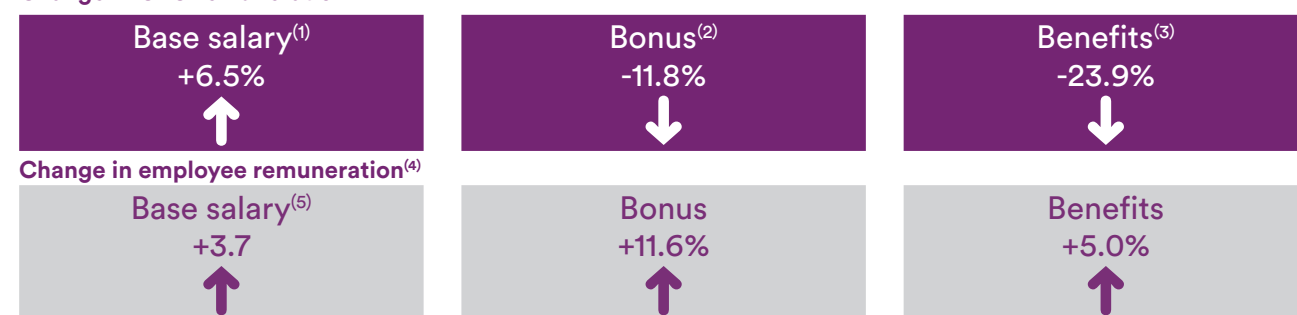 Base salary(1) Bonus(2) Benefits(3)
+6.5% -11.8% -23.9%
Change in employee remuneration(4)
Base salary(5) Bonus Benefits
+3.7 +11.6% +5.0%